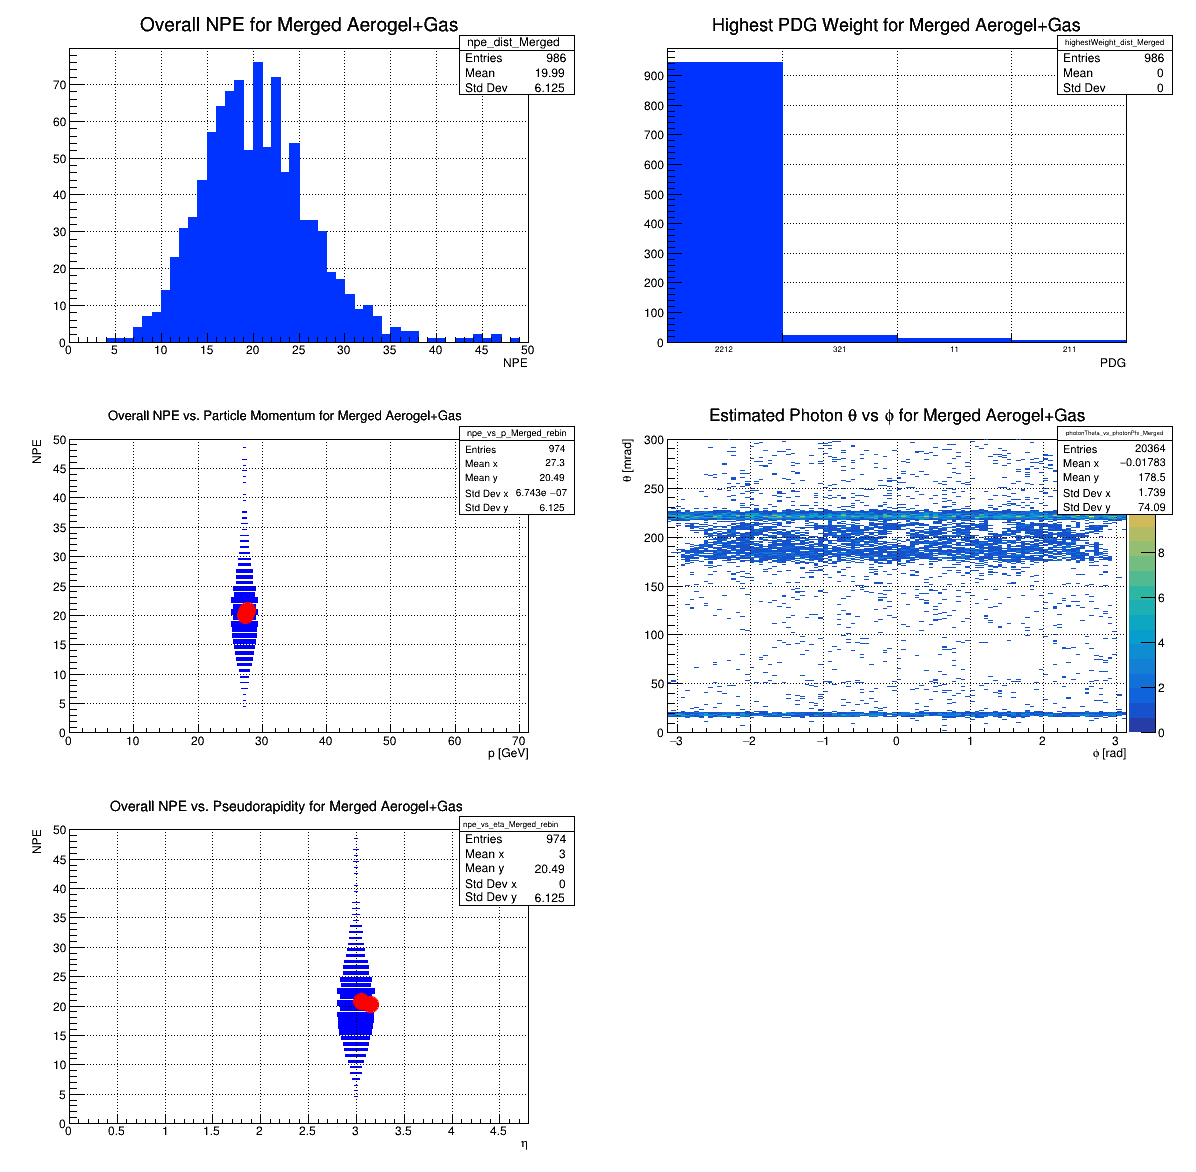 Overall NPE for Merged Aerogel+Gas
npe_dist_Merged
Entries 986
Mean 19.99
Std Dev 6.125
70
60
50
40
30
20
10
0
0 5 10 15 20 25 30 35 40 45 50
NPE
Highest PDG Weight for Merged Aerogel+Gas
highestWeight_dist_Merged
Entries 986
Mean 0
Std Dev 0
900
800
700
600
500
400
300
200
100
0
2212 321 11 211
PDG
Overall NPE vs. Particle Momentum for Merged Aerogel+Gas
npe_vs_p_Merged_rebin
Entries 974
Mean x 27.3
Mean y 20.49
Std Dev x 6.743e −07
Std Dev y 6.125
NPE
50
45
40
35
30
25
20
15
10
5
0
0 10 20 30 40 50 60 70
p [GeV]
Estimated Photon θ vs ϕ for Merged Aerogel+Gas
photonTheta_vs_photonPhi_Merged
Entries 20364
Mean x −0.01783
Mean y 178.5
Std Dev x 1.739
Std Dev y 74.09
θ [mrad]
300
250
200
150
100
50
0
−3 −2 −1 0 1 2 3
ϕ [rad]
8
6
4
2
0
Overall NPE vs. Pseudorapidity for Merged Aerogel+Gas
npe_vs_eta_Merged_rebin
Entries 974
Mean x 3
Mean y 20.49
Std Dev x 0
Std Dev y 6.125
NPE
50
45
40
35
30
25
20
15
10
5
0
0 0.5 1 1.5 2 2.5 3 3.5 4 4.5
η